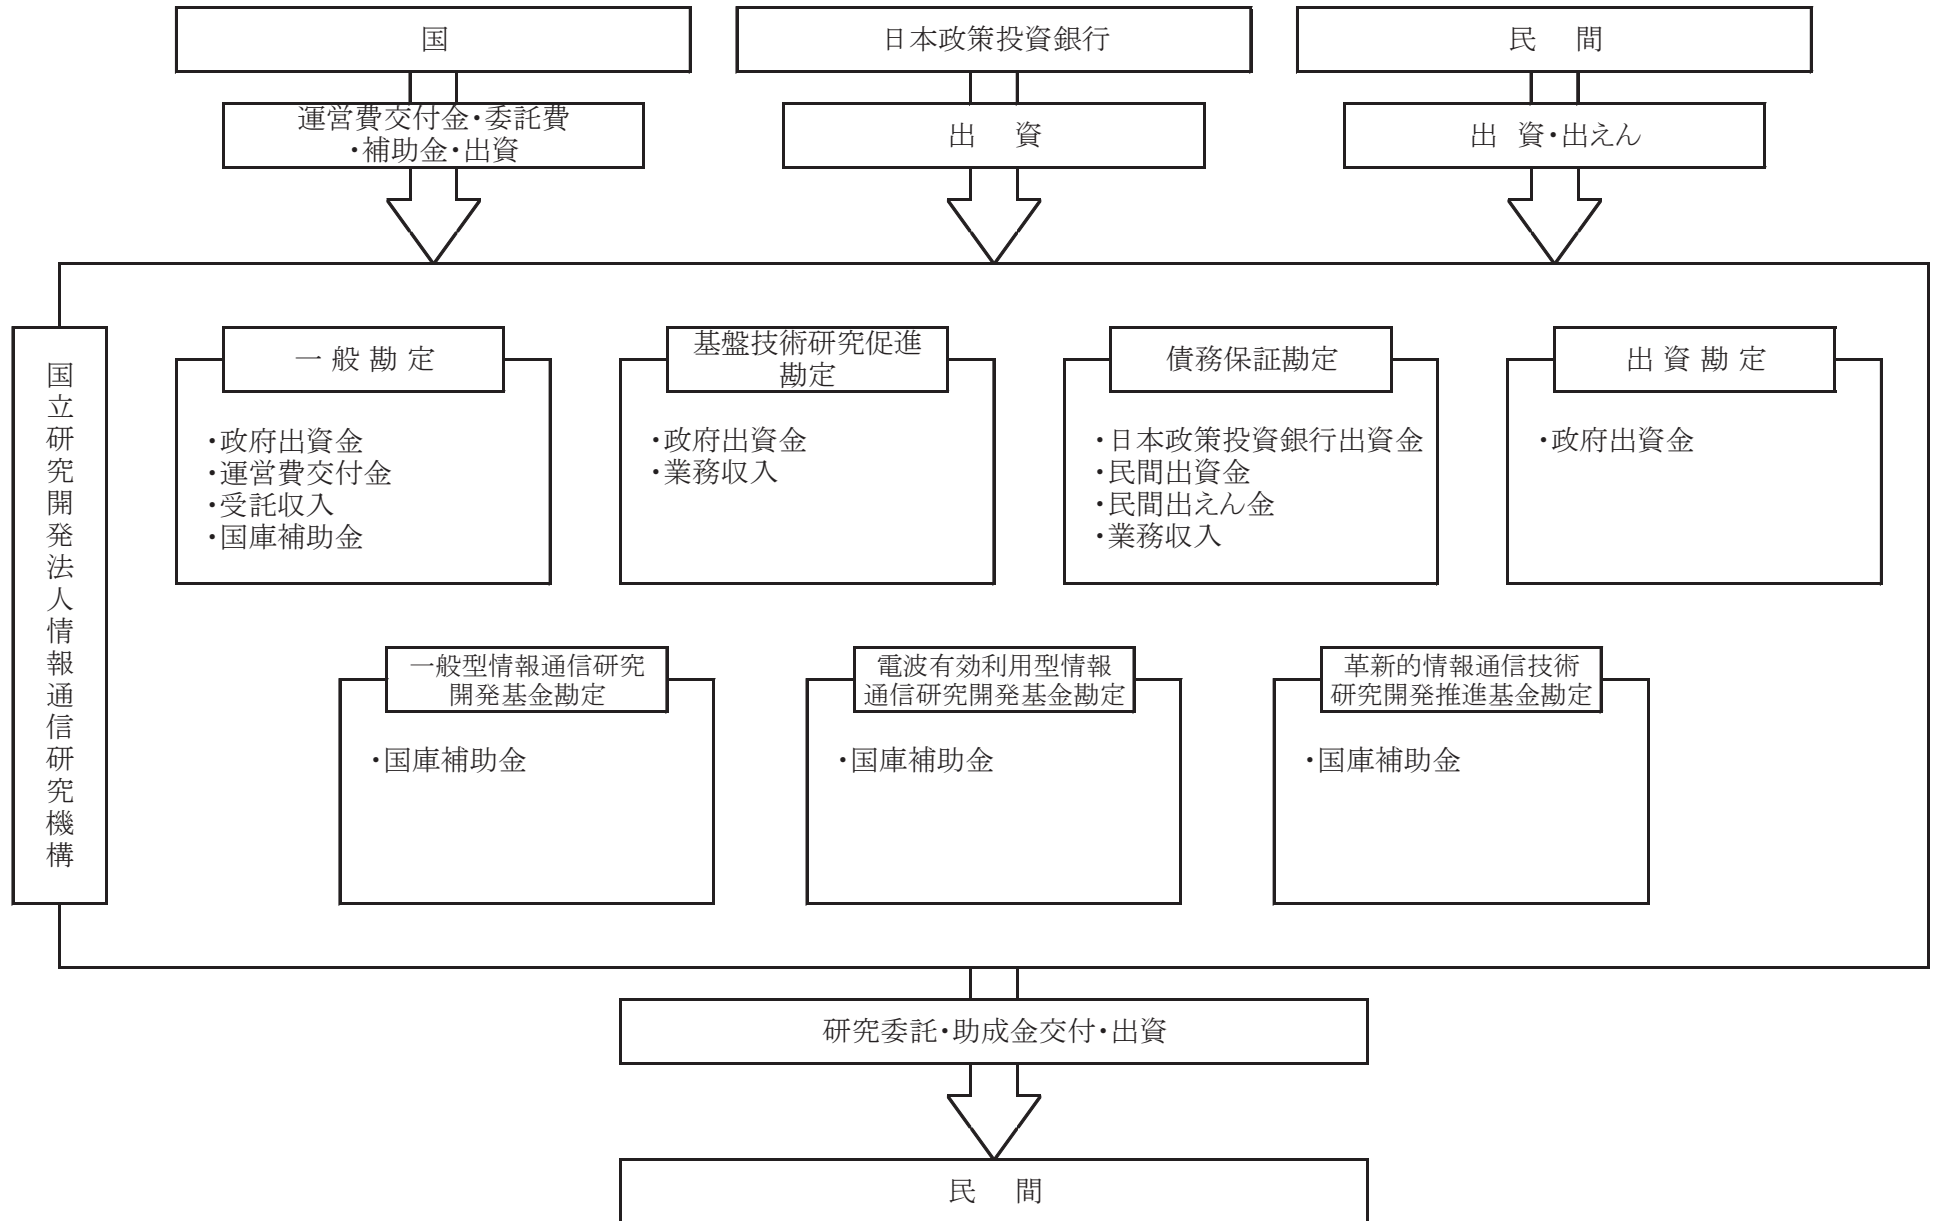 国
日本政策投資銀行
民　間
運営費交付金・委託費
・補助金・出資
出　資
出 資・出えん
国立研究開発法人情報通信研究機構
一 般 勘 定
・政府出資金
・運営費交付金
・受託収入
・国庫補助金
基盤技術研究促進
勘定
・政府出資金
・業務収入
債務保証勘定
・日本政策投資銀行出資金
・民間出資金
・民間出えん金
・業務収入
出 資 勘 定
・政府出資金
一般型情報通信研究
開発基金勘定
・国庫補助金
電波有効利用型情報
通信研究開発基金勘定
・国庫補助金
革新的情報通信技術
研究開発推進基金勘定
・国庫補助金
研究委託・助成金交付・出資
民　間